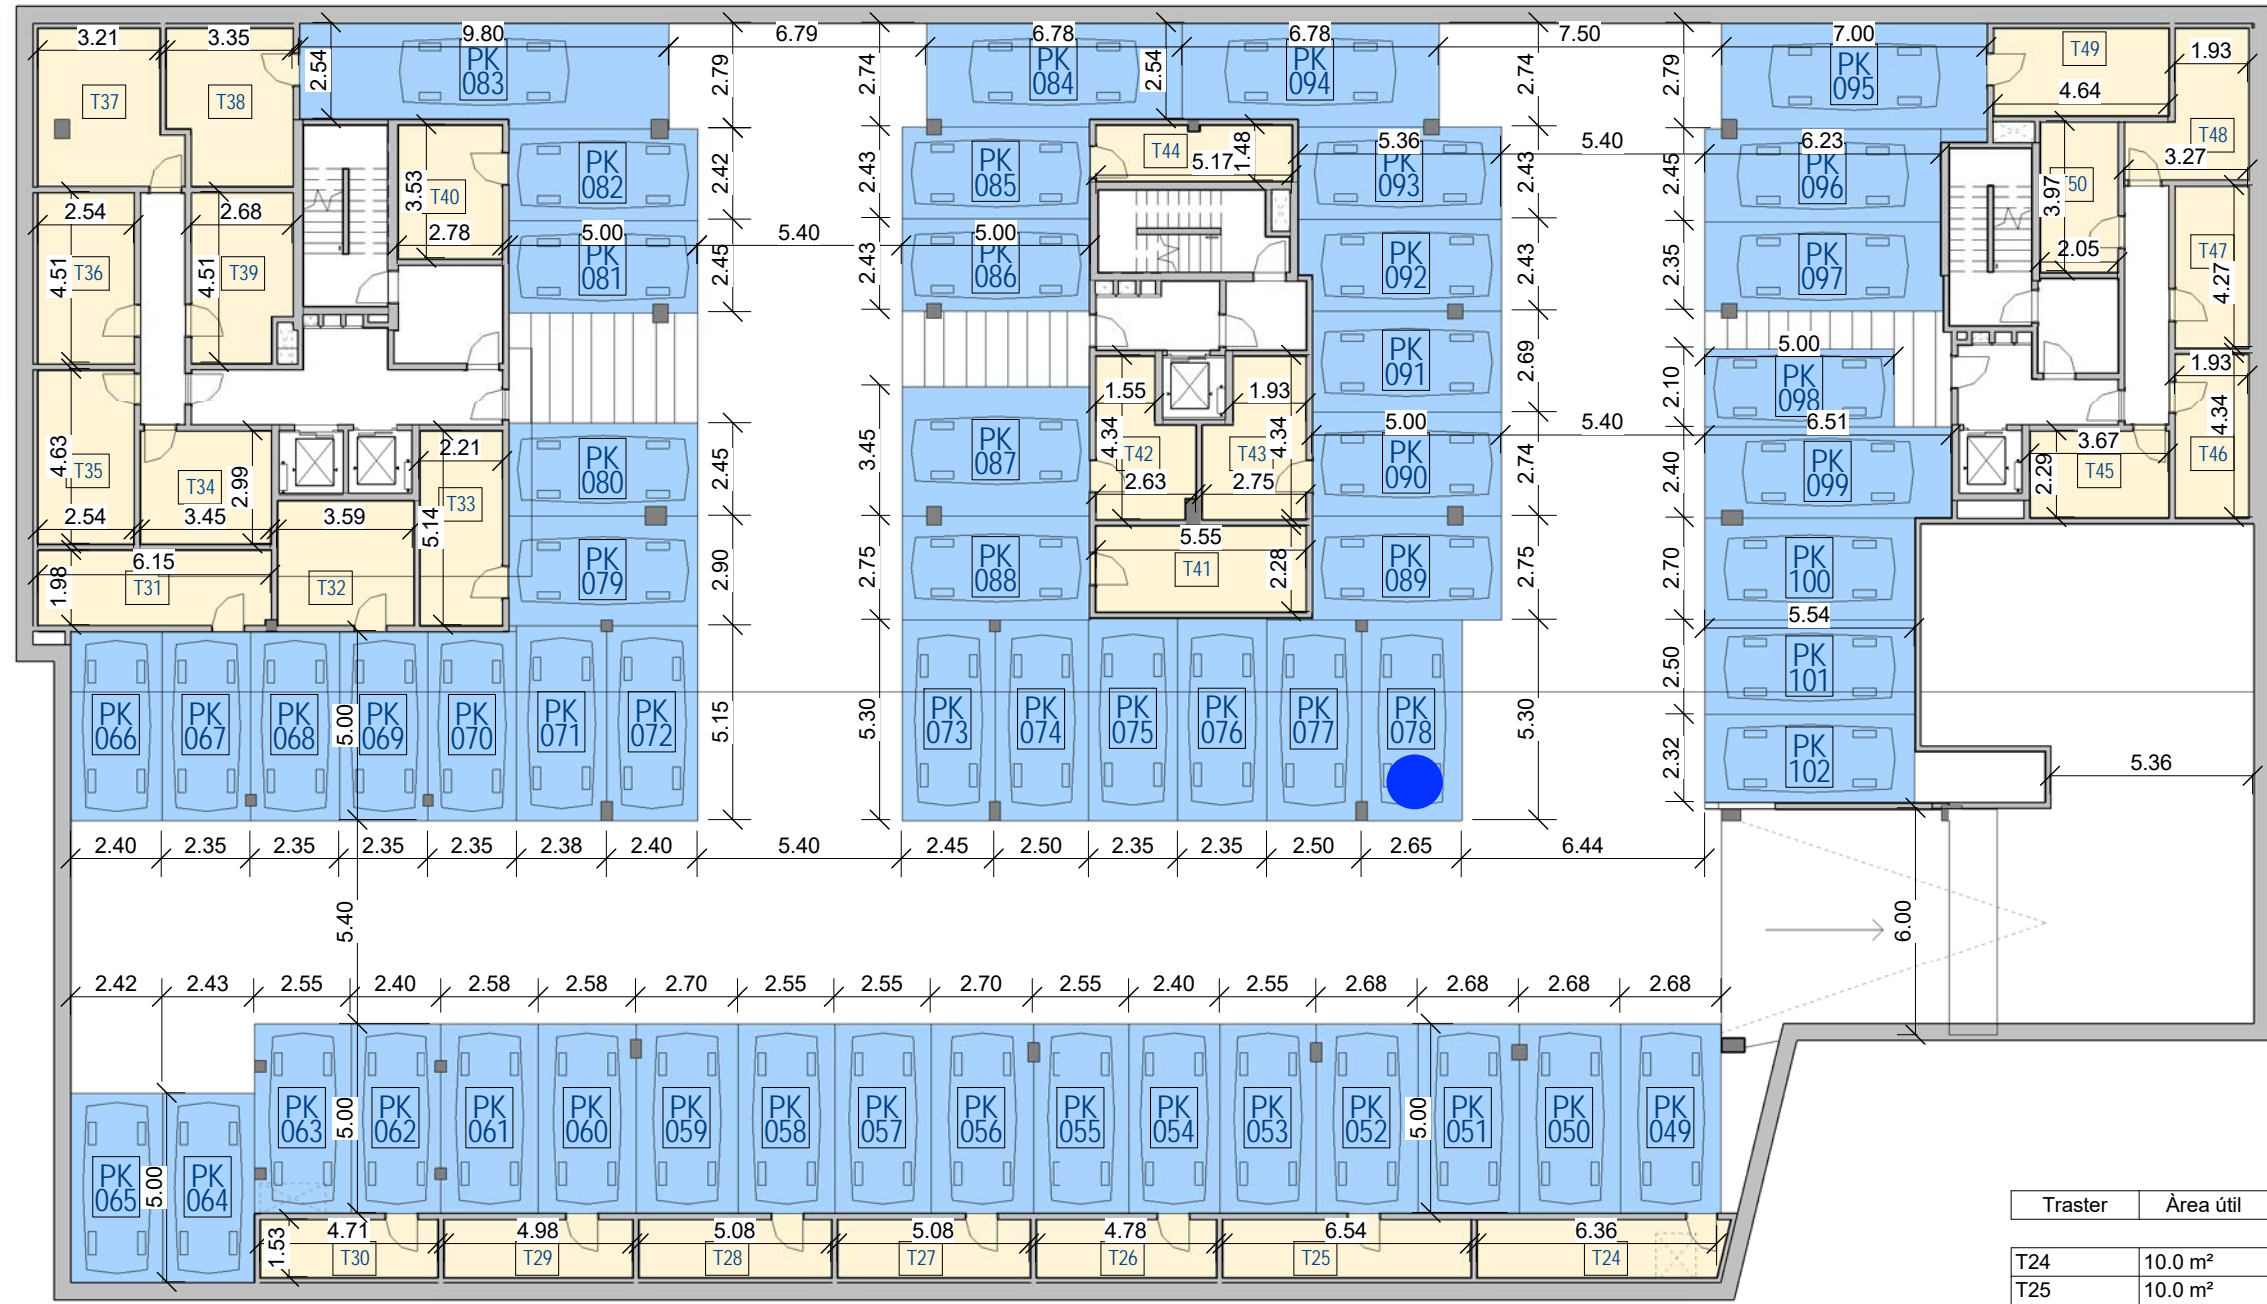 3.21
3.35
9.80
6.79
6.78
6.78
7.50
7.00
T49
1.93
T37
T38
2.54
PK
083
2.79
2.74
PK
084
2.54
PK
094
2.74
2.79
PK
095
4.64
T48
3.27
T40
3.53
2.78
PK
082
2.42
2.43
PK
085
T44
5.17
1.48
5.36
PK
093
5.40
2.43
2.45
6.23
PK
096
3.97
T50
2.05
2.54
2.68
T36
4.51
T39
4.51
5.00
PK
081
2.45
5.40
2.43
5.00
PK
086
PK
092
2.43
2.35
PK
097
T47
4.27
PK
091
2.69
5.00
PK
098
2.10
1.93
4.34
T46
1.55
1.93
T42
4.34
2.63
T43
4.34
2.75
5.00
PK
090
5.40
2.74
2.40
6.51
PK
099
3.67
2.29
T45
4.63
T35
2.54
T34
2.99
3.45
3.59
2.21
T33
5.14
PK
080
2.45
3.45
PK
087
6.15
1.98
T31
T32
PK
079
2.90
2.75
PK
088
5.55
T41
2.28
PK
089
2.75
2.70
PK
100
5.54
PK
066
PK
067
PK
068
5.00
PK
069
PK
070
PK
071
PK
072
5.15
5.30
PK
073
PK
074
PK
075
PK
076
PK
077
PK
078
5.30
2.50
PK
101
2.32
PK
102
5.36
2.40
2.35
2.35
2.35
2.35
2.38
2.40
5.40
2.45
2.50
2.35
2.35
2.50
2.65
6.44
5.40
6.00
2.42
2.43
2.55
2.40
2.58
2.58
2.70
2.55
2.55
2.70
2.55
2.40
2.55
2.68
2.68
2.68
2.68
PK
065
5.00
PK
064
PK
063
5.00
PK
062
PK
061
PK
060
PK
059
PK
058
PK
057
PK
056
PK
055
PK
054
PK
053
PK
052
5.00
PK
051
PK
050
PK
049
1.53
4.71
T30
4.98
T29
5.08
T28
5.08
T27
4.78
T26
6.54
T25
6.36
T24
Traster Àrea útil
T24 10.0 m²
T25 10.0 m²